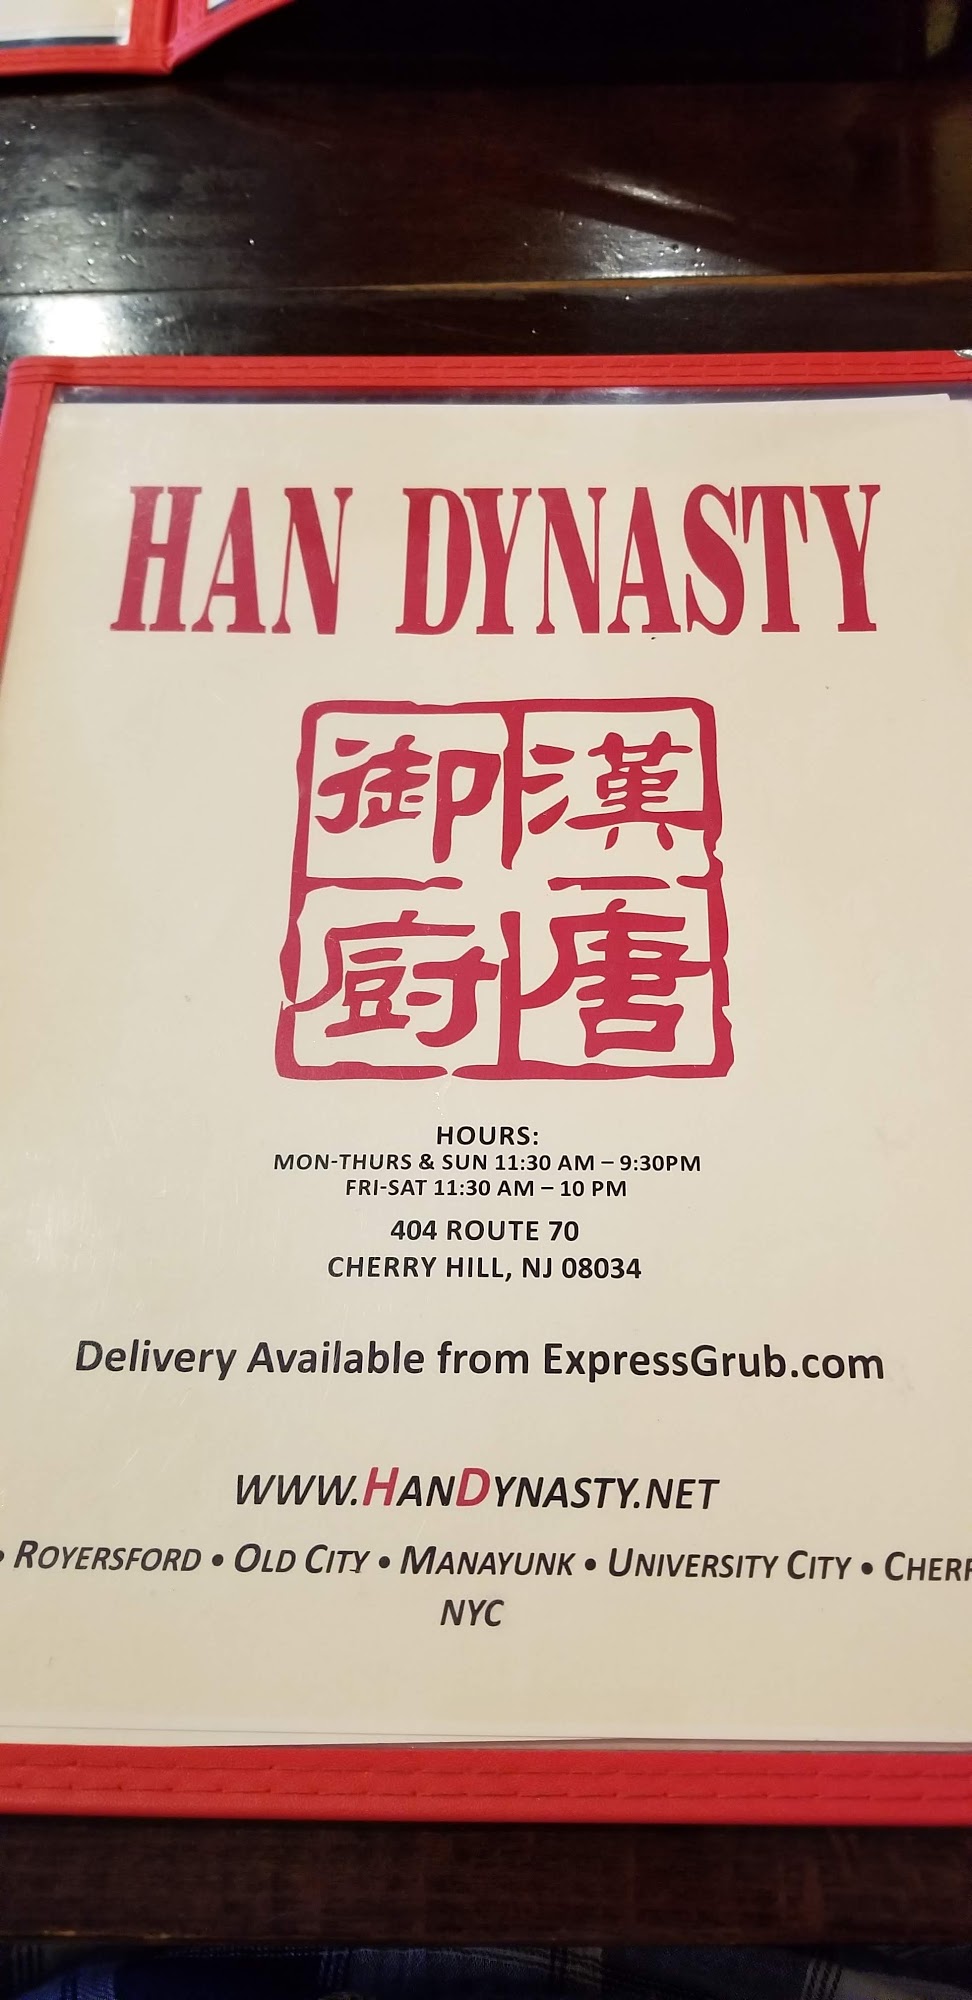 HAN DYNASTY
漢唐
御廚
HOURS:
MON-THURS & SUN 11:30 AM – 9:30PM
FRI-SAT 11:30 AM – 10 PM
404 ROUTE 70
CHERRY HILL, NJ 08034
Delivery Available from ExpressGrub.com
WWW.HANDYNASTY.NET
• ROYERSFORD • OLD CITY • MANAYUNK • UNIVERSITY CITY • CHERR
NYC